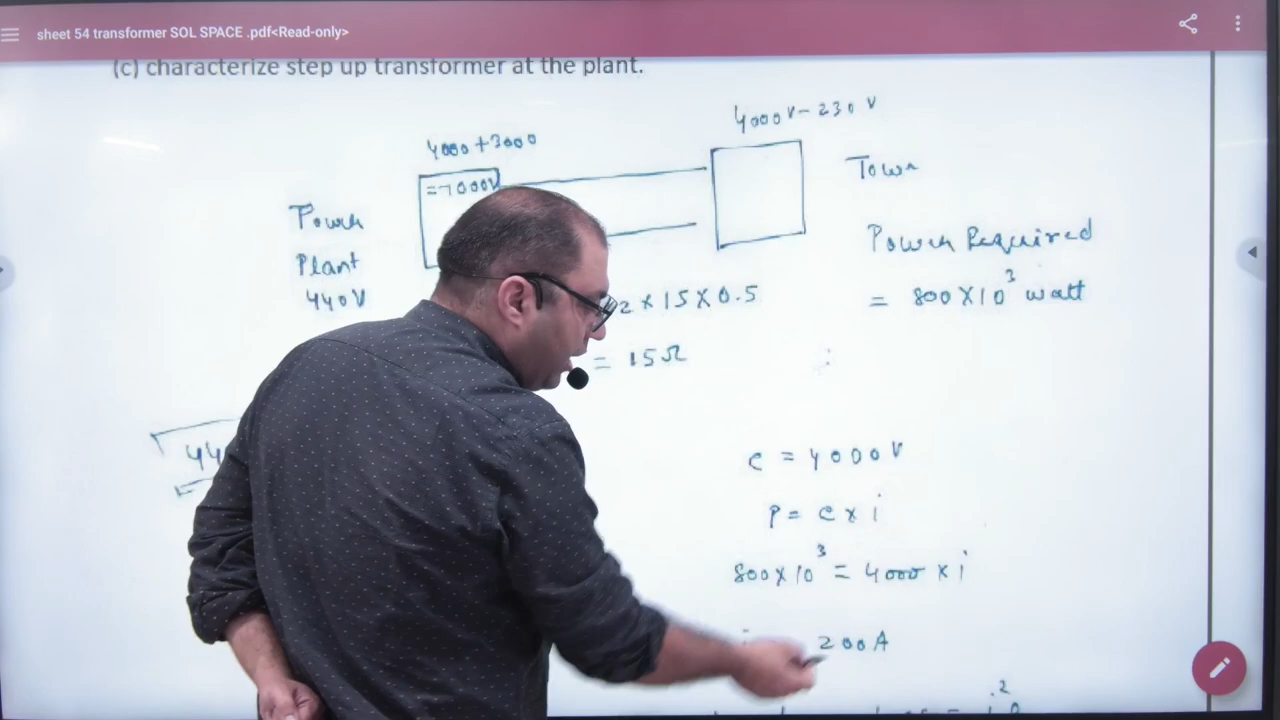 sheet 54 transformer SOL SPACE .pdf<Read-only>
(c) characterize step up transformer at the plant.
4000V - 230 V
4000 + 3000
= 7000V
Town
Power
Plant
440V
Power Required
= 800 X 10³ watt
2 x 15 X 0.5
= 15Ω
e = 4000V
P = e x i
800 x 10³ = 4000 x i
200A